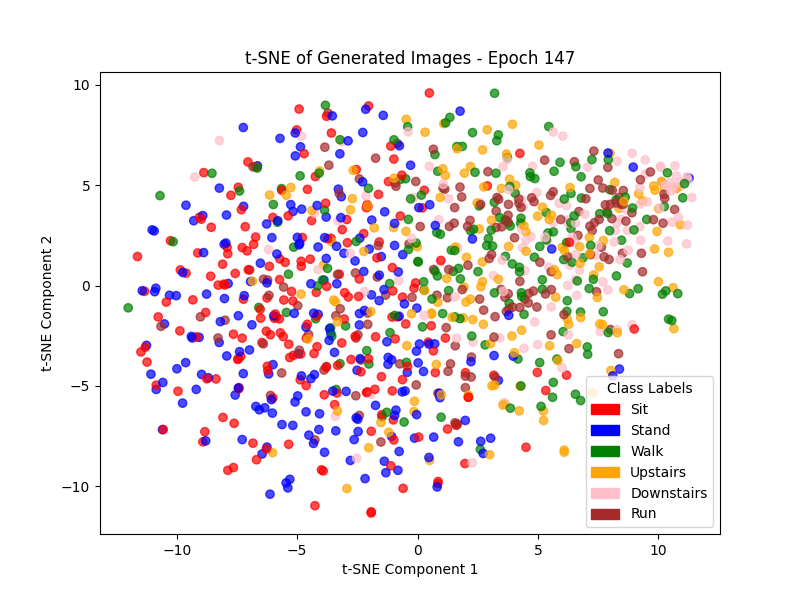 t-SNE of Generated Images - Epoch 147
10
5
0
−5
−10
t-SNE Component 2
−10
−5
0
5
10
t-SNE Component 1
Class Labels
Sit
Stand
Walk
Upstairs
Downstairs
Run